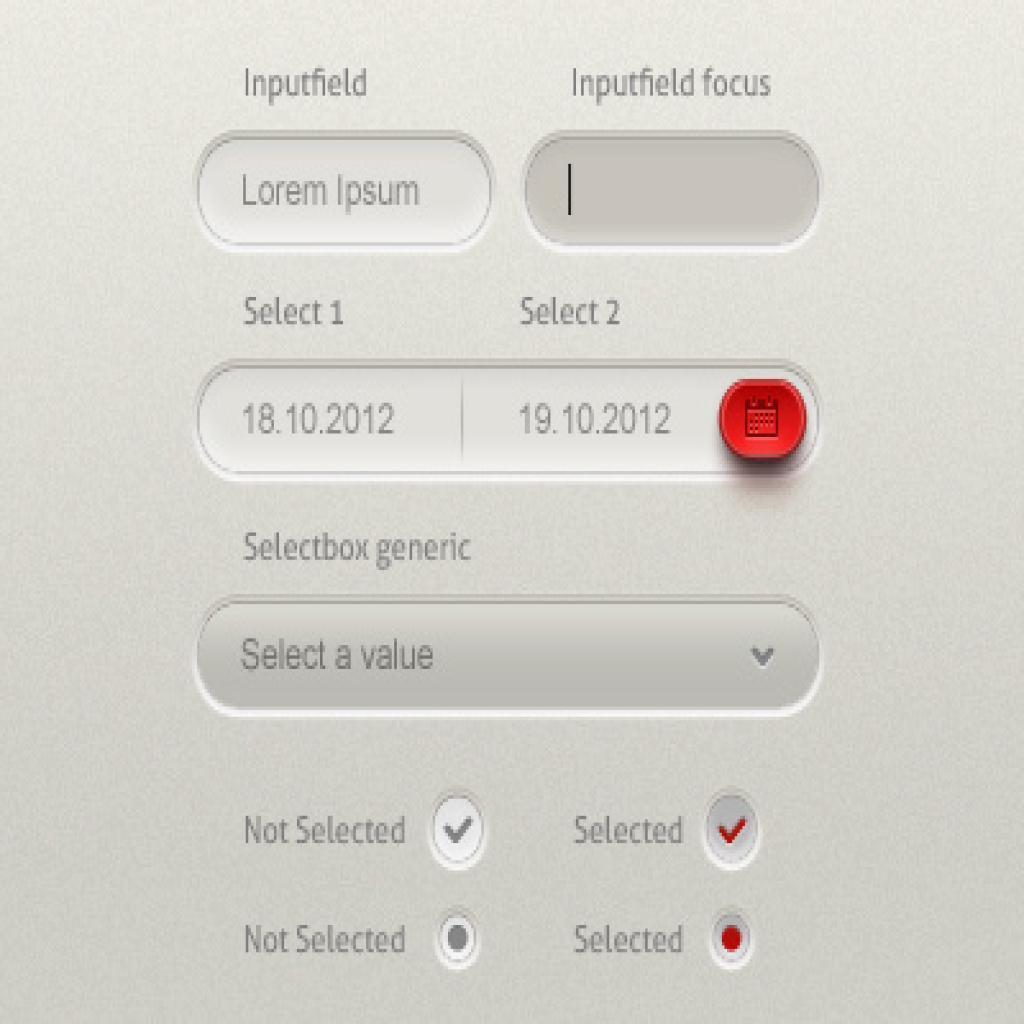 Inputfield Inputfield focus
Lorem Ipsum
Select 1 Select 2
18.10.2012 19.10.2012
Selectbox generic
Select a value
Not Selected Selected
Not Selected Selected